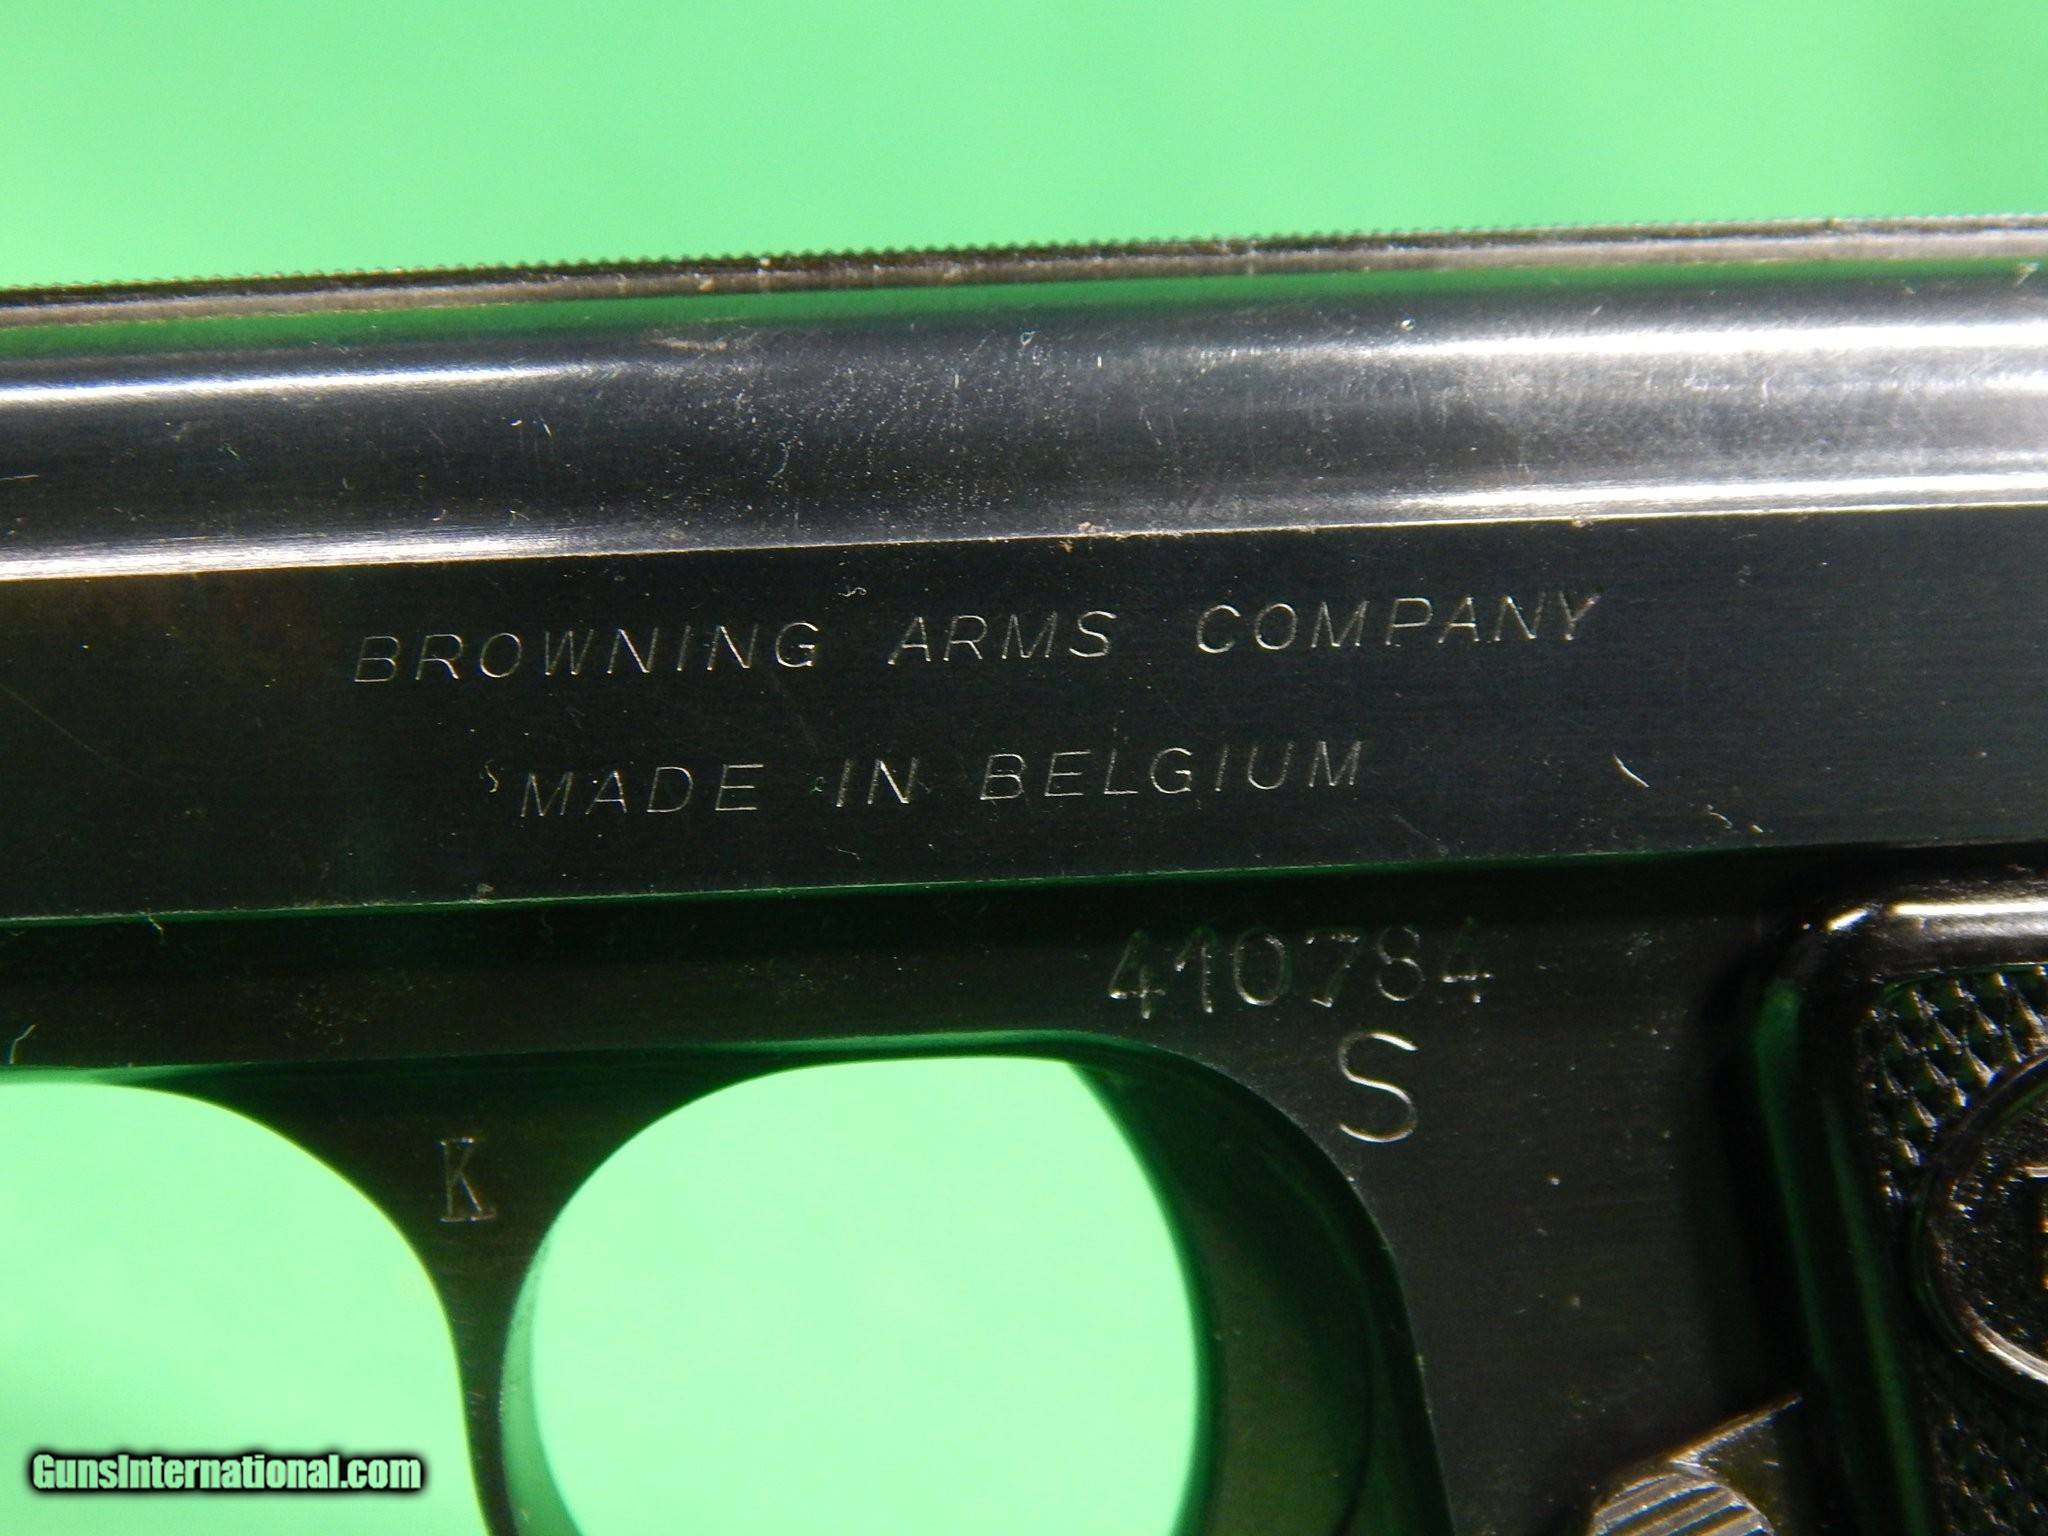 BROWNING ARMS COMPANY
MADE IN BELGIUM
410784
S
K
GunsInternational.com